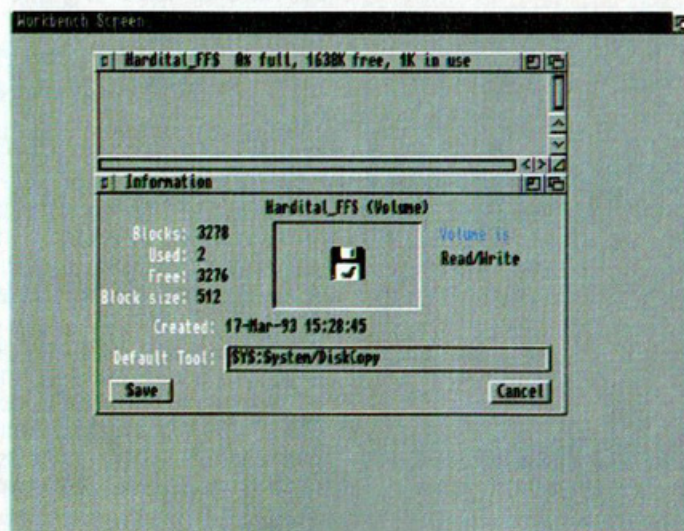 Workbench Screen
Hardital_FFS 0% full, 1638K free, 1K in use
Information
Hardital_FFS (Volume)
Blocks: 3278
Used: 2
Free: 3276
Block size: 512
Volume is
Read/Write
Created: 17-Mar-93 15:28:45
Default Tool: SYS:System/DiskCopy
Save
Cancel